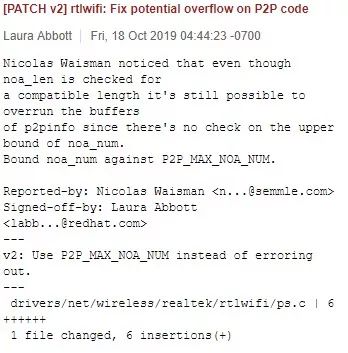 [PATCH v2] rtlwifi: Fix potential overflow on P2P code
Laura Abbott | Fri, 18 Oct 2019 04:44:23 -0700
Nicolas Waisman noticed that even though
noa_len is checked for
a compatible length it's still possible to
overrun the buffers
of p2pinfo since there's no check on the upper
bound of noa_num.
Bound noa_num against P2P_MAX_NOA_NUM.
Reported-by: Nicolas Waisman <n...@semmle.com>
Signed-off-by: Laura Abbott
<labb...@redhat.com>
---
v2: Use P2P_MAX_NOA_NUM instead of erroring
out.
---
drivers/net/wireless/realtek/rtlwifi/ps.c | 6
++++++
1 file changed, 6 insertions(+)